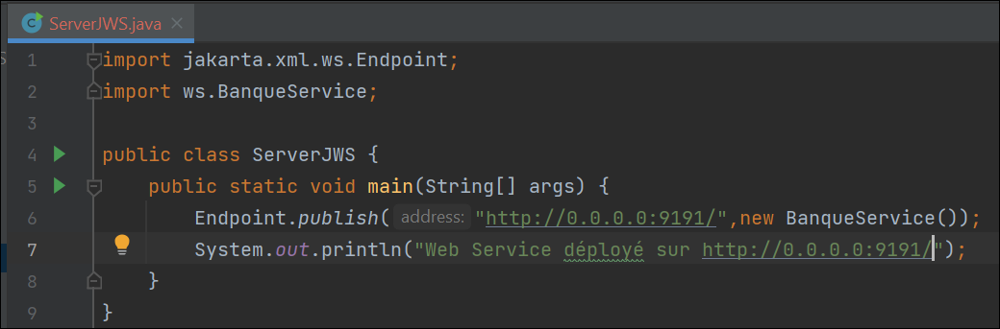 ServerJWS.java
1 import jakarta.xml.ws.Endpoint;
2 import ws.BanqueService;
3
4 public class ServerJWS {
5 public static void main(String[] args) {
6 Endpoint.publish( address: "http://0.0.0.0:9191/",new BanqueService());
7 System.out.println("Web Service déployé sur http://0.0.0.0:9191/");
8 }
9 }